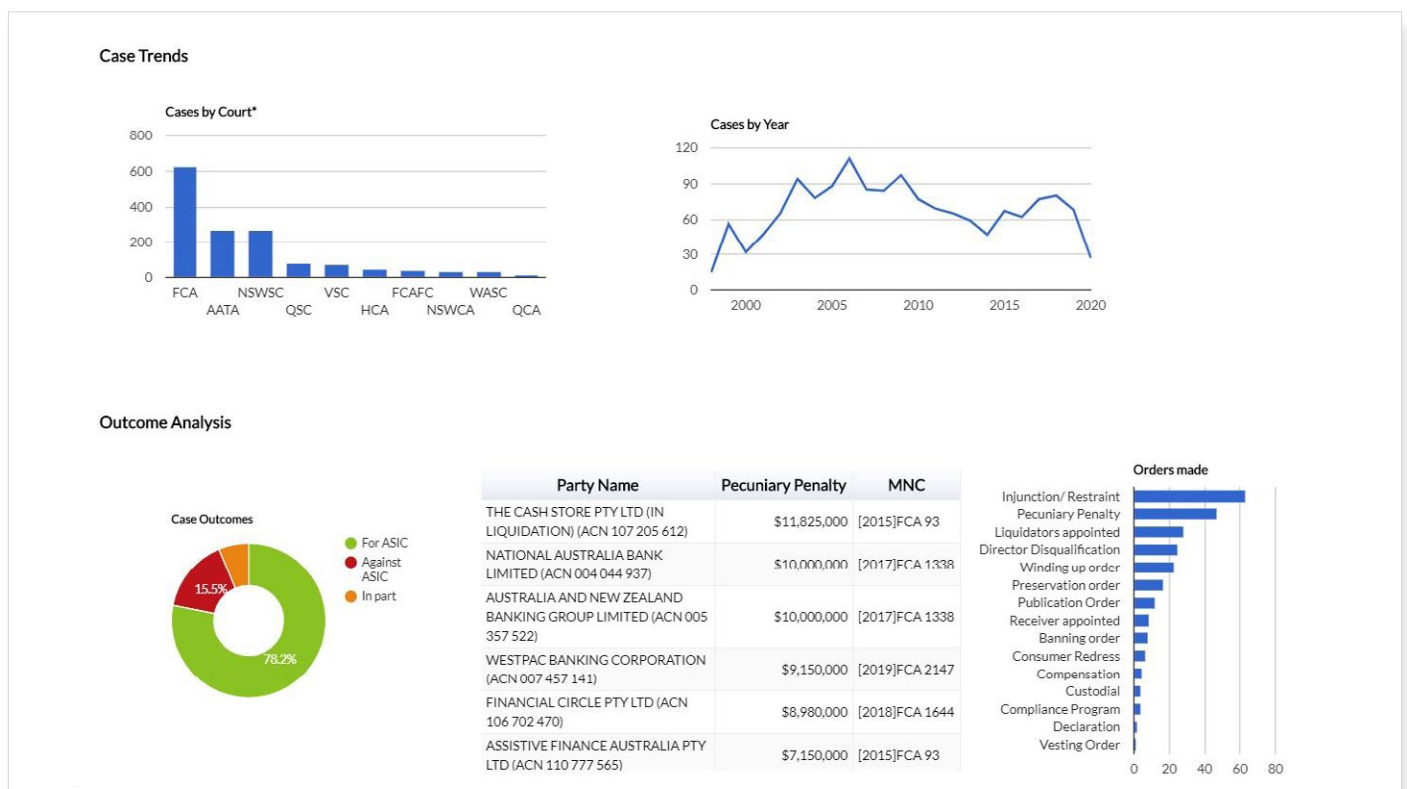 Case Trends
Cases by Court*
800
600
400
200
0
FCA NSWSC VSC FCAFC WASC
AATA QSC HCA NSWCA QCA
Cases by Year
120
90
60
30
0
2000 2005 2010 2015 2020
Outcome Analysis
Case Outcomes
15.5%
78.2%
For ASIC
Against
ASIC
In part
Party Name Pecuniary Penalty MNC
THE CASH STORE PTY LTD (IN
LIQUIDATION) (ACN 107 205 612) $11,825,000 [2015]FCA 93
NATIONAL AUSTRALIA BANK
LIMITED (ACN 004 044 937) $10,000,000 [2017]FCA 1338
AUSTRALIA AND NEW ZEALAND
BANKING GROUP LIMITED (ACN 005 $10,000,000 [2017]FCA 1338
357 522)
WESTPAC BANKING CORPORATION
(ACN 007 457 141) $9,150,000 [2019]FCA 2147
FINANCIAL CIRCLE PTY LTD (ACN
106 702 470) $8,980,000 [2018]FCA 1644
ASSISTIVE FINANCE AUSTRALIA PTY
LTD (ACN 110 777 565) $7,150,000 [2015]FCA 93
Orders made
Injunction/ Restraint
Pecuniary Penalty
Liquidators appointed
Director Disqualification
Winding up order
Preservation order
Publication Order
Receiver appointed
Banning order
Consumer Redress
Compensation
Custodial
Compliance Program
Declaration
Vesting Order
0 20 40 60 80